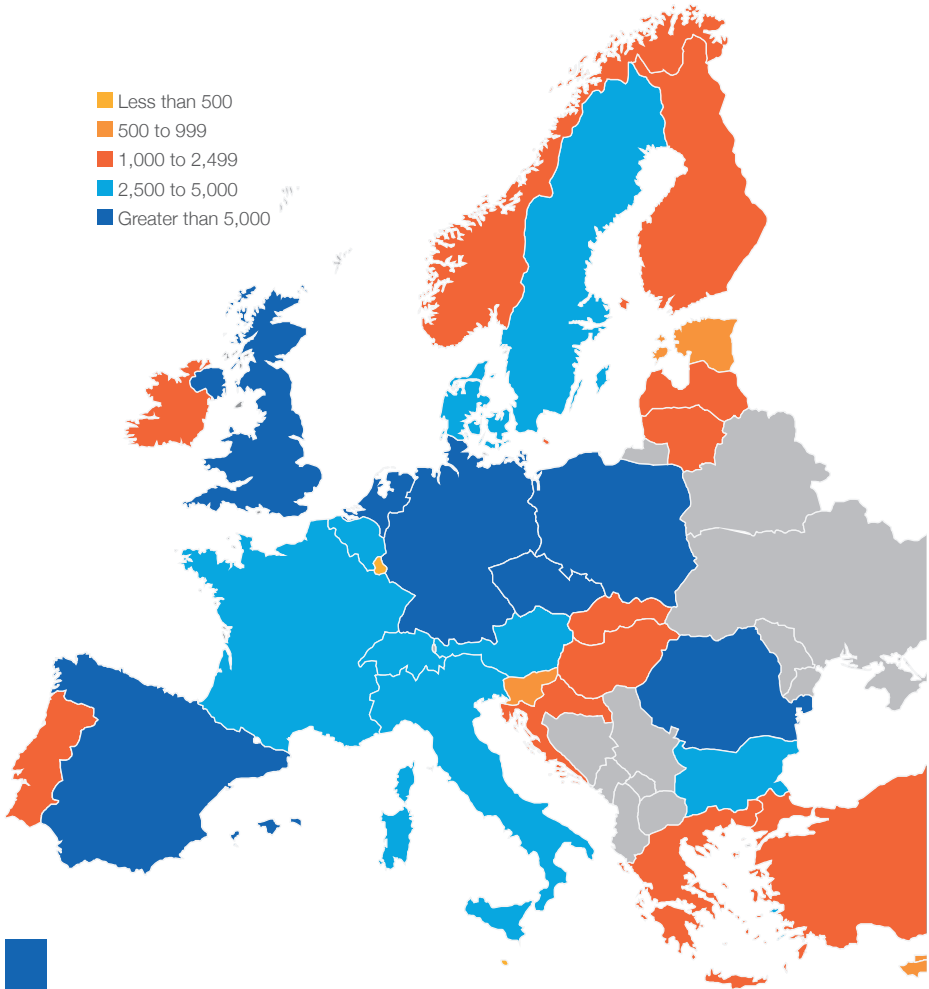 Less than 500
500 to 999
1,000 to 2,499
2,500 to 5,000
Greater than 5,000